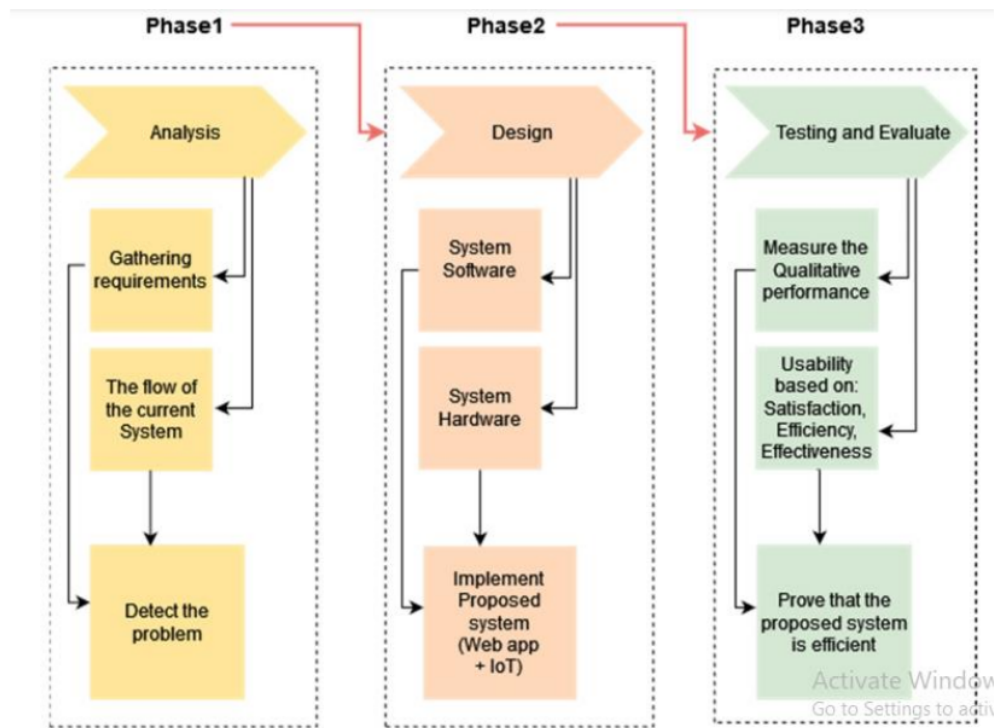 Phase1
Phase2
Phase3
Analysis
Gathering
requirements
The flow of
the current
System
Detect the
problem
Design
System
Software
System
Hardware
Implement
Proposed
system
(Web app
+ IoT)
Testing and Evaluate
Measure the
Qualitative
performance
Usability
based on:
Satisfaction,
Efficiency,
Effectiveness
Prove that the
proposed system
is efficient
Activate Window
Go to Settings to activ